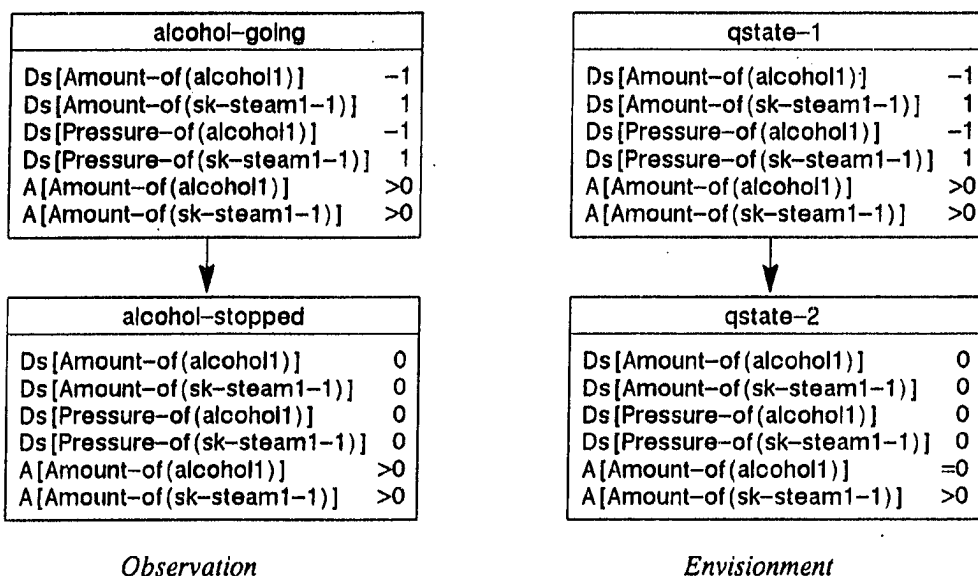 alcohol-going
Ds[Amount-of(alcohol1)] -1
Ds[Amount-of(sk-steam1-1)] 1
Ds[Pressure-of(alcohol1)] -1
Ds[Pressure-of(sk-steam1-1)] 1
A[Amount-of(alcohol1)] >0
A[Amount-of(sk-steam1-1)] >0
alcohol-stopped
Ds[Amount-of(alcohol1)] 0
Ds[Amount-of(sk-steam1-1)] 0
Ds[Pressure-of(alcohol1)] 0
Ds[Pressure-of(sk-steam1-1)] 0
A[Amount-of(alcohol1)] >0
A[Amount-of(sk-steam1-1)] >0
Observation
qstate-1
Ds[Amount-of(alcohol1)] -1
Ds[Amount-of(sk-steam1-1)] 1
Ds[Pressure-of(alcohol1)] -1
Ds[Pressure-of(sk-steam1-1)] 1
A[Amount-of(alcohol1)] >0
A[Amount-of(sk-steam1-1)] >0
qstate-2
Ds[Amount-of(alcohol1)] 0
Ds[Amount-of(sk-steam1-1)] 0
Ds[Pressure-of(alcohol1)] 0
Ds[Pressure-of(sk-steam1-1)] 0
A[Amount-of(alcohol1)] =0
A[Amount-of(sk-steam1-1)] >0
Envisionment